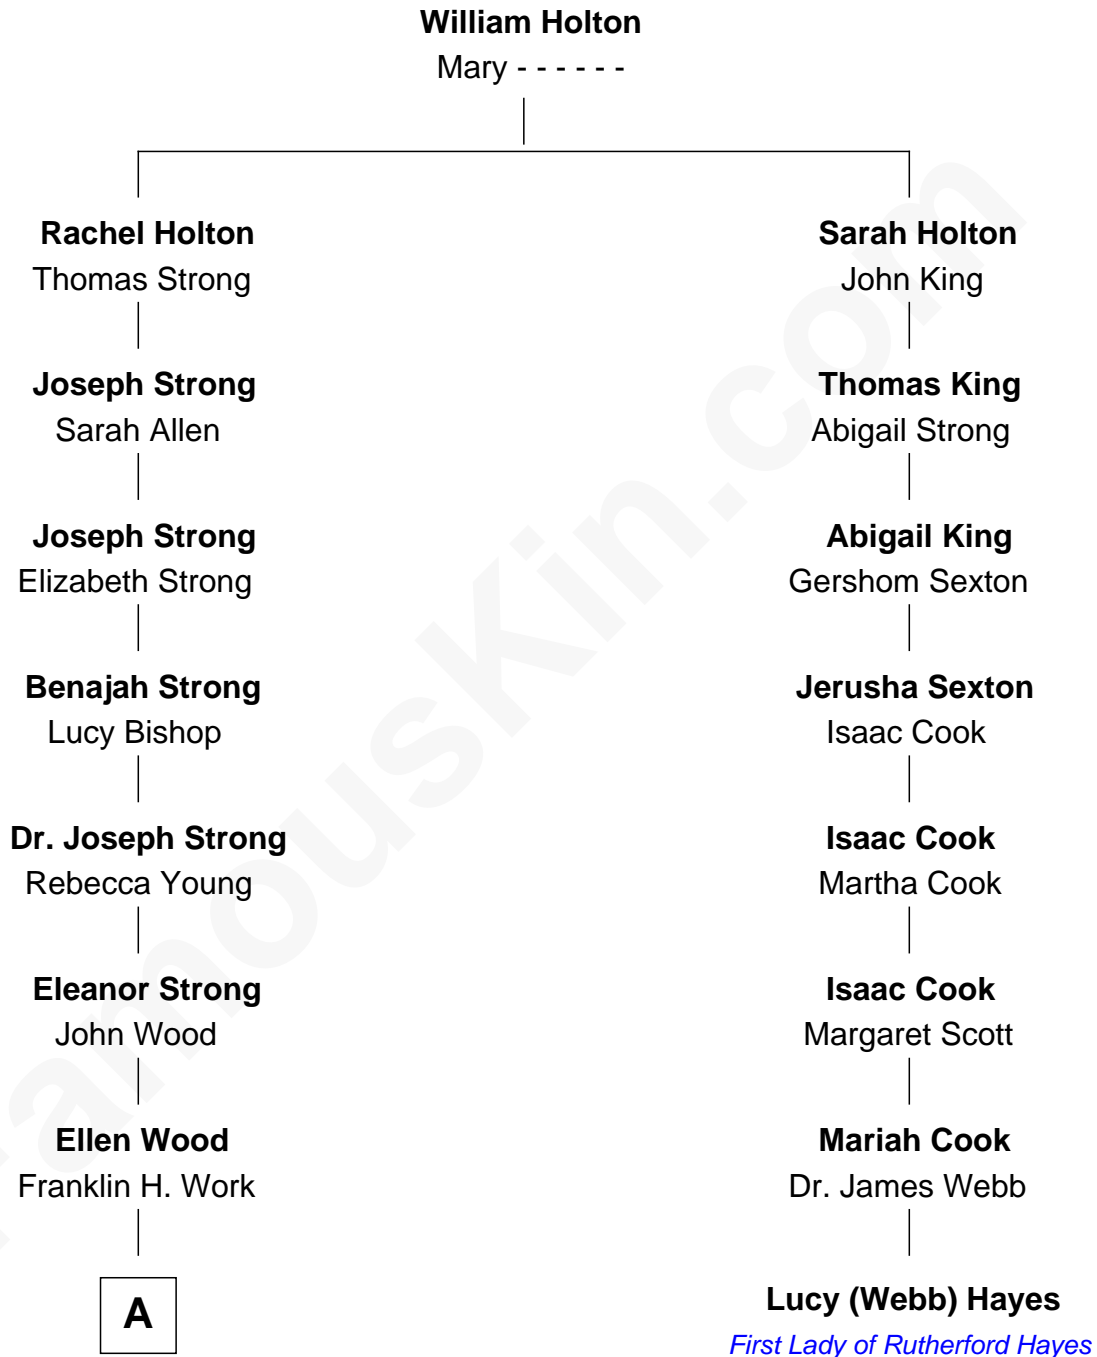 William Holton
Mary - - - - - -
Rachel Holton
Thomas Strong
Sarah Holton
John King
Joseph Strong
Sarah Allen
Thomas King
Abigail Strong
Joseph Strong
Elizabeth Strong
Abigail King
Gershom Sexton
Benajah Strong
Lucy Bishop
Jerusha Sexton
Isaac Cook
Dr. Joseph Strong
Rebecca Young
Isaac Cook
Martha Cook
Eleanor Strong
John Wood
Isaac Cook
Margaret Scott
Ellen Wood
Franklin H. Work
Mariah Cook
Dr. James Webb
A
Lucy (Webb) Hayes
First Lady of Rutherford Hayes
FamousKin.com